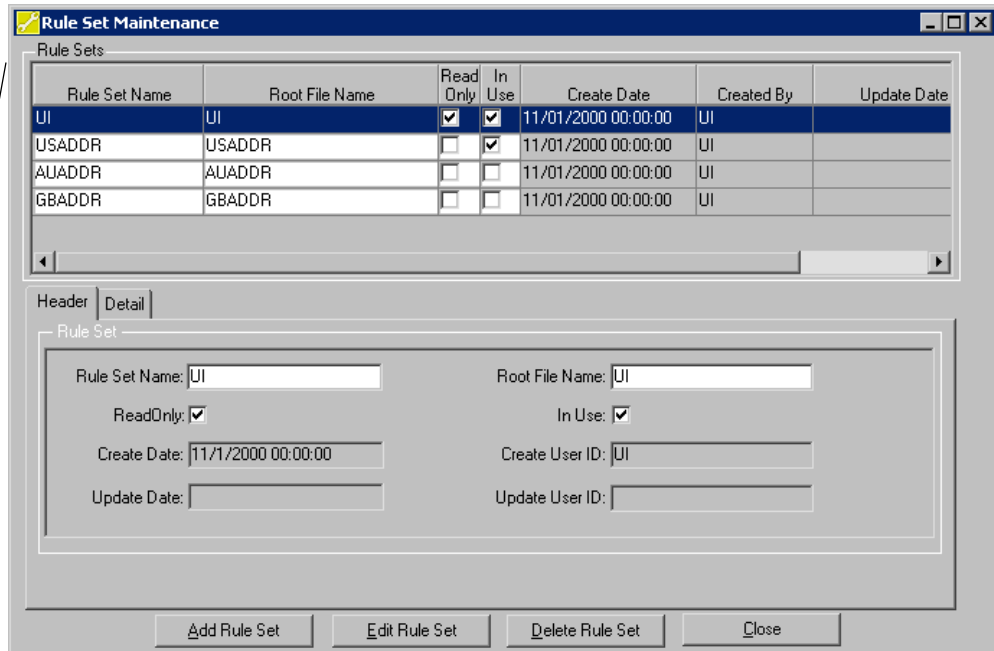 Rule Set Maintenance
Rule Sets
Rule Set Name Root File Name Read Only In Use Create Date Created By Update Date
UI UI 11/01/2000 00:00:00 UI
USADDR USADDR 11/01/2000 00:00:00 UI
AUADDR AUADDR 11/01/2000 00:00:00 UI
GBADDR GBADDR 11/01/2000 00:00:00 UI
Header Detail
Rule Set
Rule Set Name: UI Root File Name: UI
ReadOnly: In Use:
Create Date: 11/1/2000 00:00:00 Create User ID: UI
Update Date: Update User ID:
Add Rule Set Edit Rule Set Delete Rule Set Close